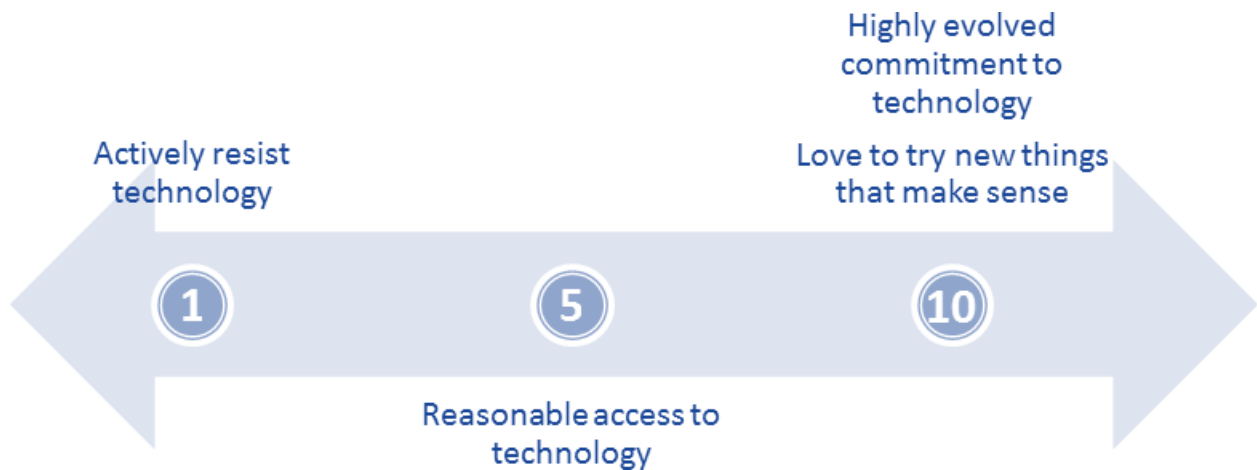 Highly evolved
commitment to
technology
Actively resist
technology
Love to try new things
that make sense
1
5
10
Reasonable access to
technology